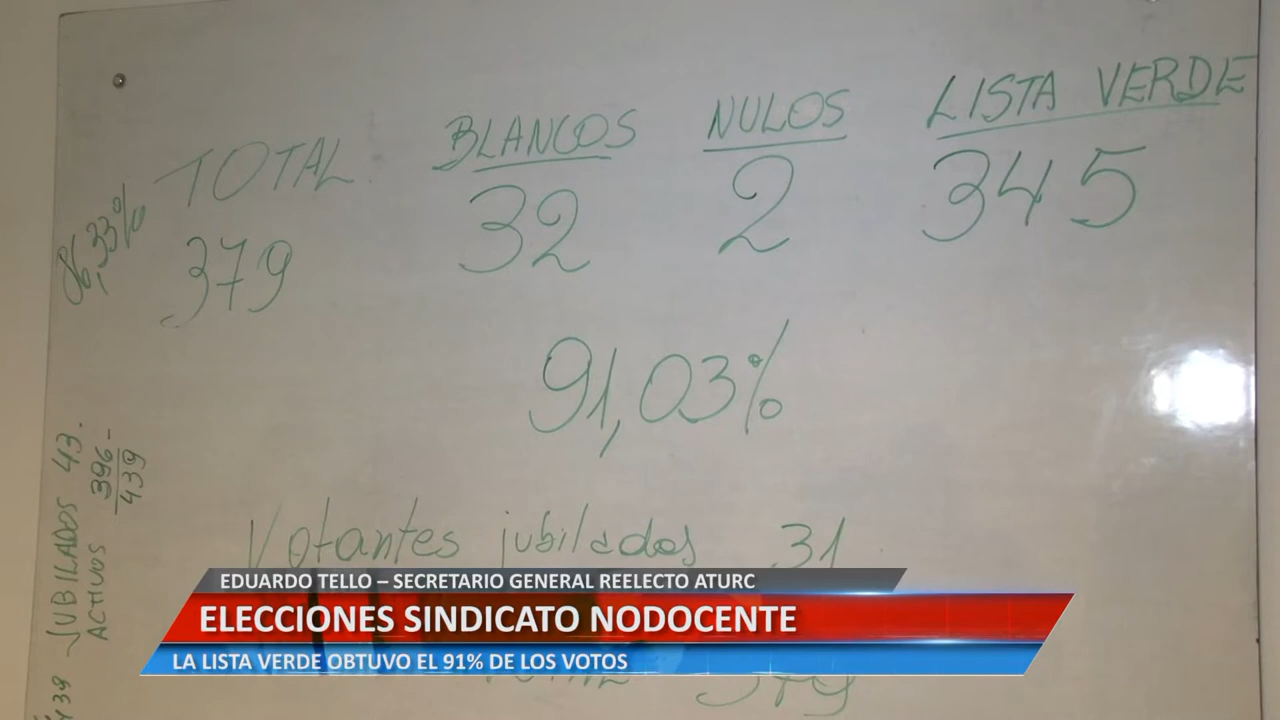 TOTAL BLANCOS NULOS LISTA VERDE
379 32 2 345
86,33%
91,03%
JUBILADOS 43.
ACTIVOS 396-
439
439
Votantes jubilados 31
EDUARDO TELLO – SECRETARIO GENERAL REELECTO ATURC
ELECCIONES SINDICATO NODOCENTE
LA LISTA VERDE OBTUVO EL 91% DE LOS VOTOS
379